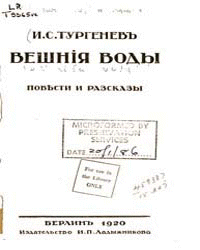 LR
И. С. ТУРГЕНЕВЪ
ВЕШНІЯ ВОДЫ
ПОВѢСТИ И РАЗСКАЗЫ
MICROFORMED BY
PRESERVATION
SERVICES
DATE
For use in
the Library
ONLY
БЕРЛИНЪ 1920
Издательство И. П. Ладыжникова